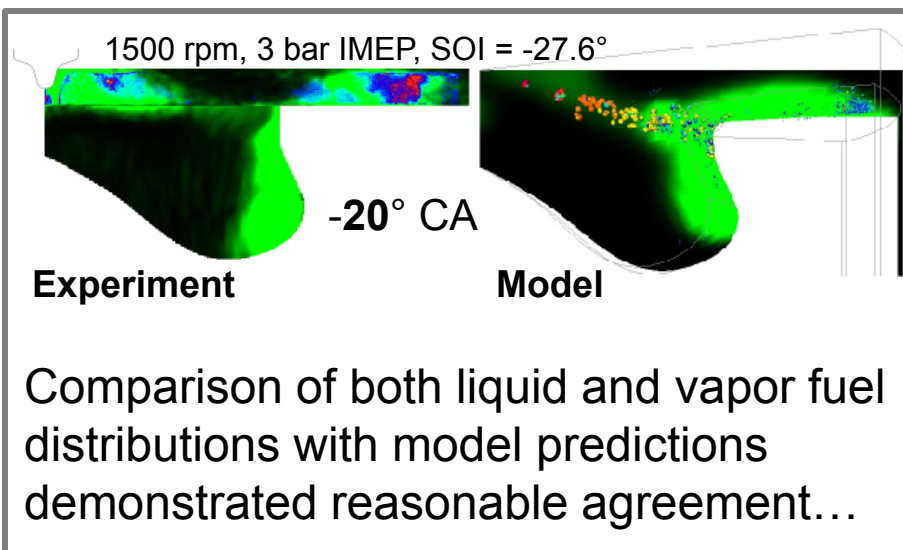 1500 rpm, 3 bar IMEP, SOI = -27.6°
-20° CA
Experiment
Model
Comparison of both liquid and vapor fuel
distributions with model predictions
demonstrated reasonable agreement…